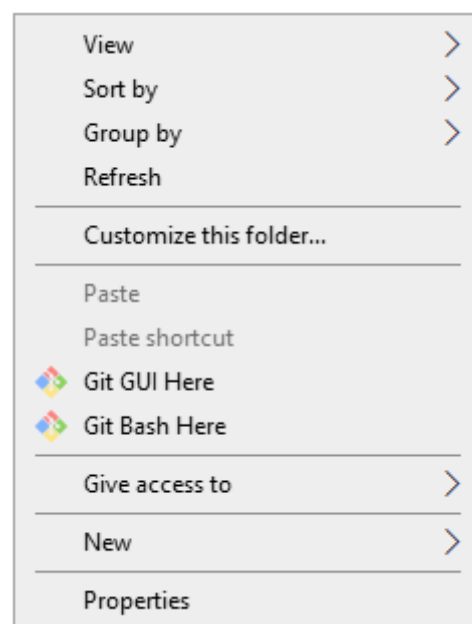 View
Sort by
Group by
Refresh
Customize this folder...
Paste
Paste shortcut
Git GUI Here
Git Bash Here
Give access to
New
Properties